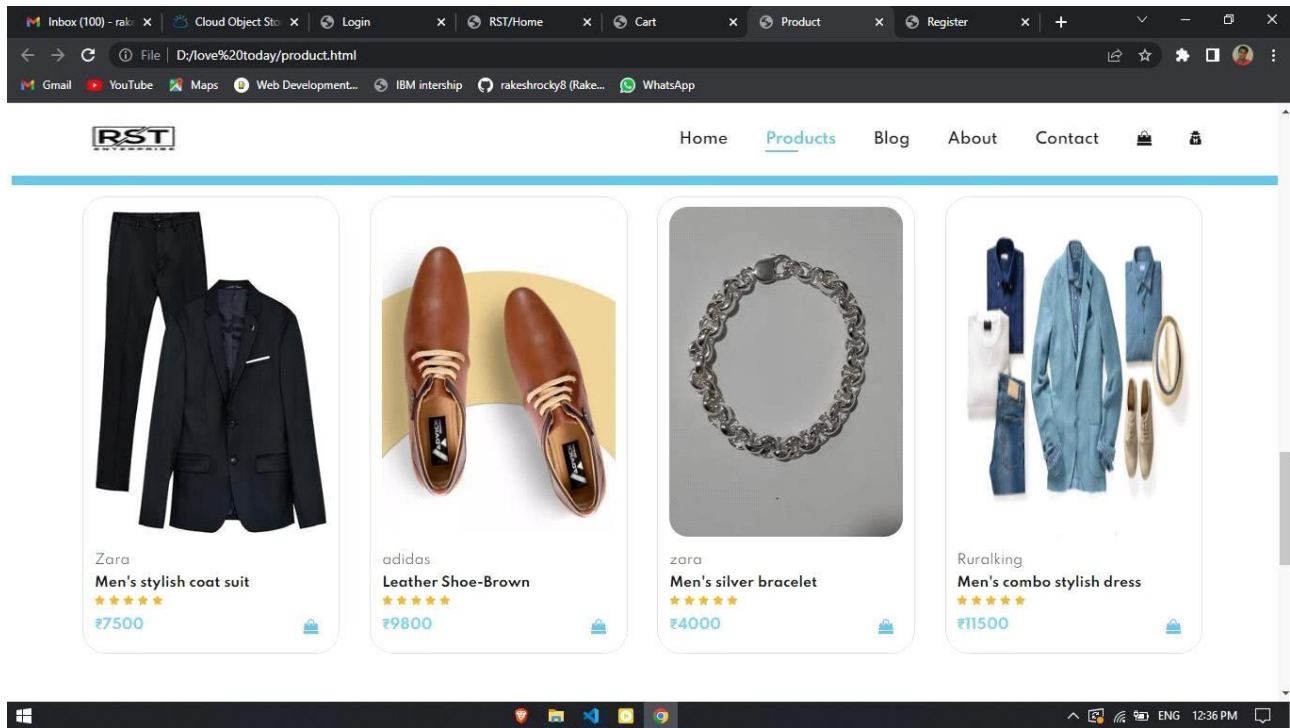 Inbox (100) - rak
Cloud Object Sto
Login
RST/Home
Cart
Product
Register
File
D:/love%20today/product.html
Gmail
YouTube
Maps
Web Development...
IBM intership
rakeshrocky8 (Rake...
WhatsApp
RST
ENTERPRISE
Home
Products
Blog
About
Contact
ADVICK
ADVICK
Zara
Men's stylish coat suit
₹7500
adidas
Leather Shoe-Brown
₹9800
zara
Men's silver bracelet
₹4000
Ruralking
Men's combo stylish dress
₹11500
ENG
12:36 PM